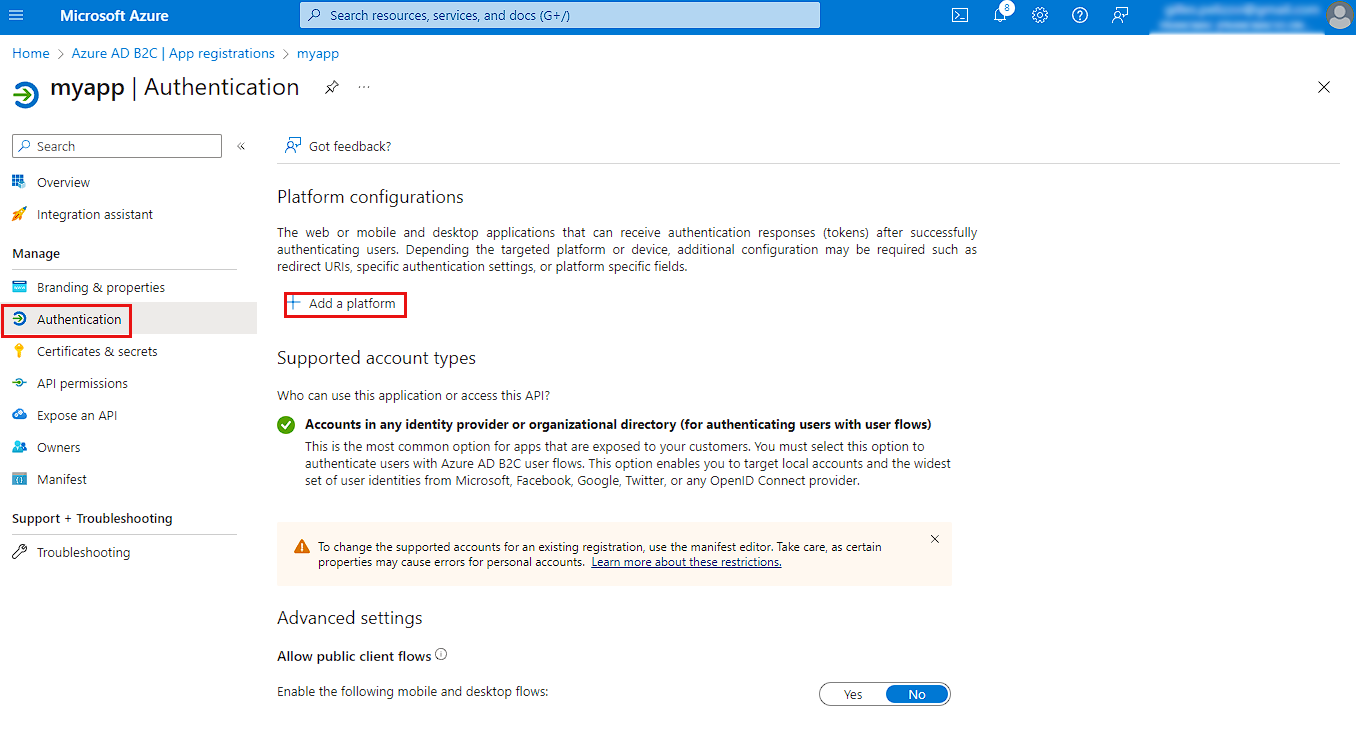 Microsoft Azure
Search resources, services, and docs (G+/)
8
Home > Azure AD B2C | App registrations > myapp
myapp | Authentication
Search
«
Got feedback?
Overview
Integration assistant
Manage
Branding & properties
Authentication
Certificates & secrets
API permissions
Expose an API
Owners
Manifest
Support + Troubleshooting
Troubleshooting
Platform configurations
The web or mobile and desktop applications that can receive authentication responses (tokens) after successfully
authenticating users. Depending the targeted platform or device, additional configuration may be required such as
redirect URIs, specific authentication settings, or platform specific fields.
Add a platform
Supported account types
Who can use this application or access this API?
Accounts in any identity provider or organizational directory (for authenticating users with user flows)
This is the most common option for apps that are exposed to your customers. You must select this option to
authenticate users with Azure AD B2C user flows. This option enables you to target local accounts and the widest
set of user identities from Microsoft, Facebook, Google, Twitter, or any OpenID Connect provider.
To change the supported accounts for an existing registration, use the manifest editor. Take care, as certain
properties may cause errors for personal accounts. Learn more about these restrictions.
Advanced settings
Allow public client flows
Enable the following mobile and desktop flows:
Yes No